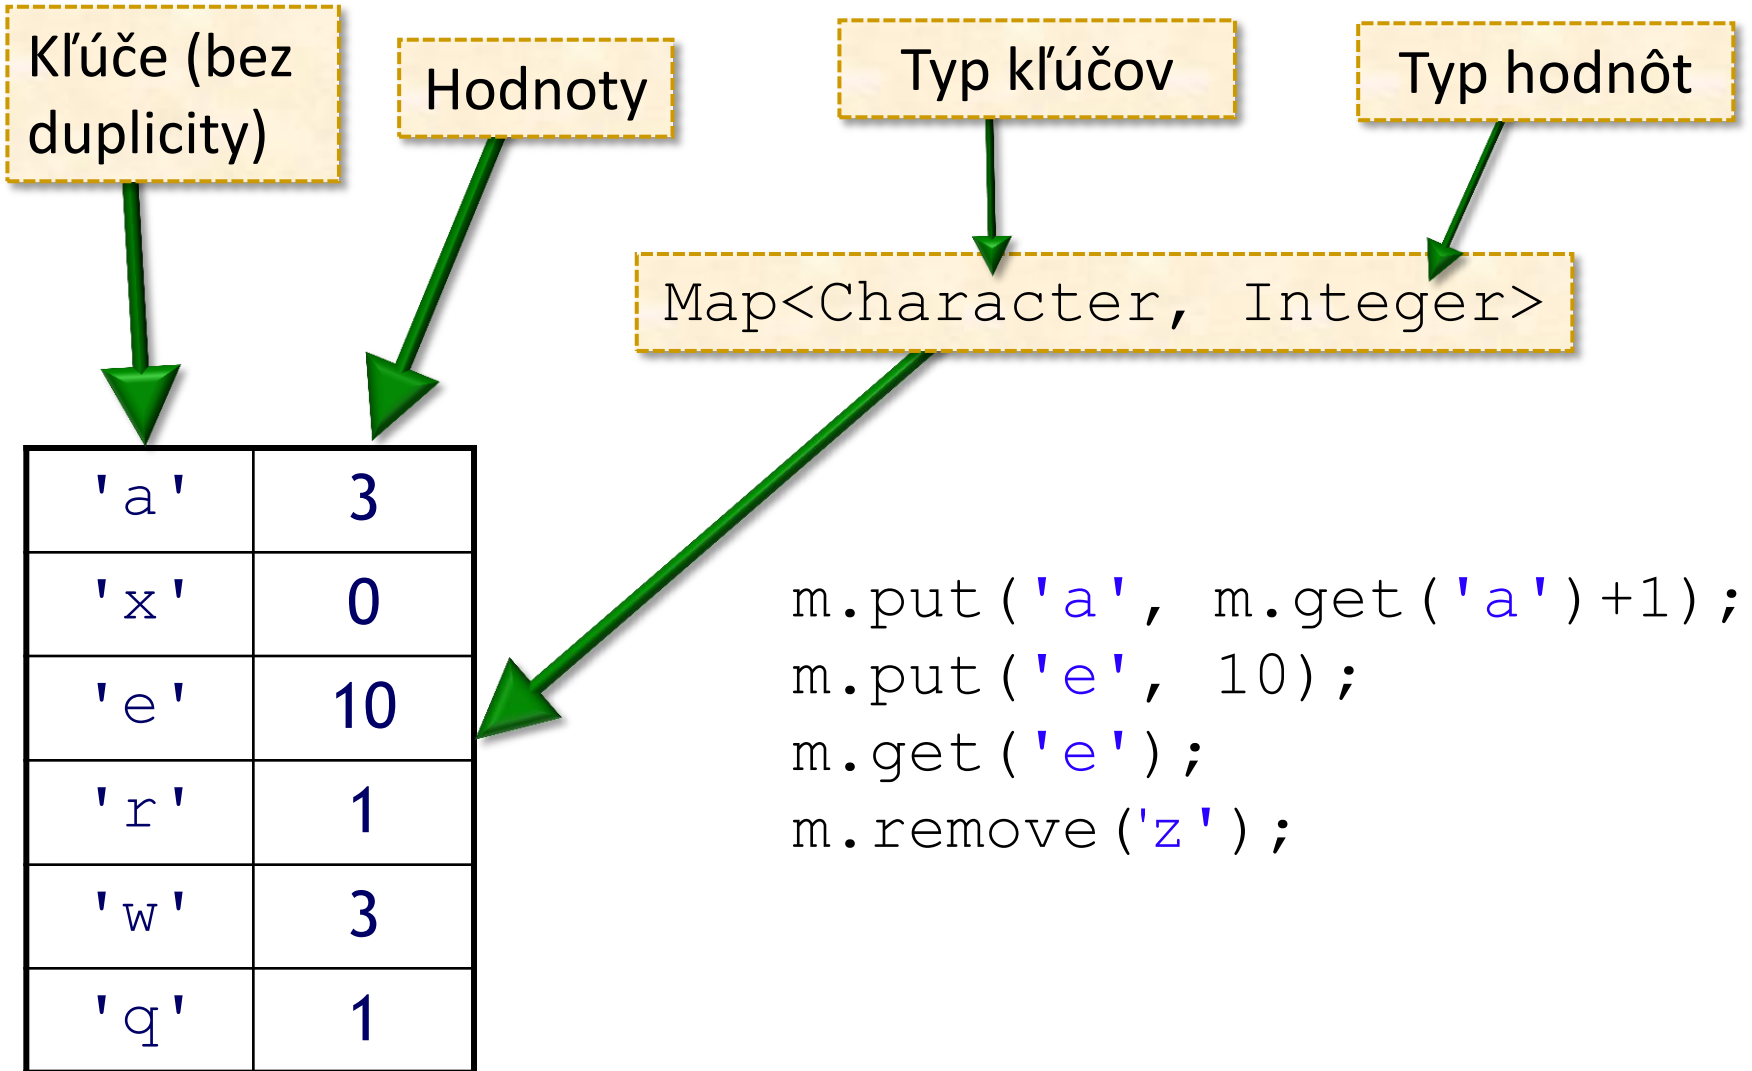 Kľúče (bez
duplicity)
Hodnoty
Typ kľúčov
Typ hodnôt
Map<Character, Integer>
'a' 3
'x' 0
'e' 10
'r' 1
'w' 3
'q' 1
m.put('a', m.get('a')+1);
m.put('e', 10);
m.get('e');
m.remove('z');